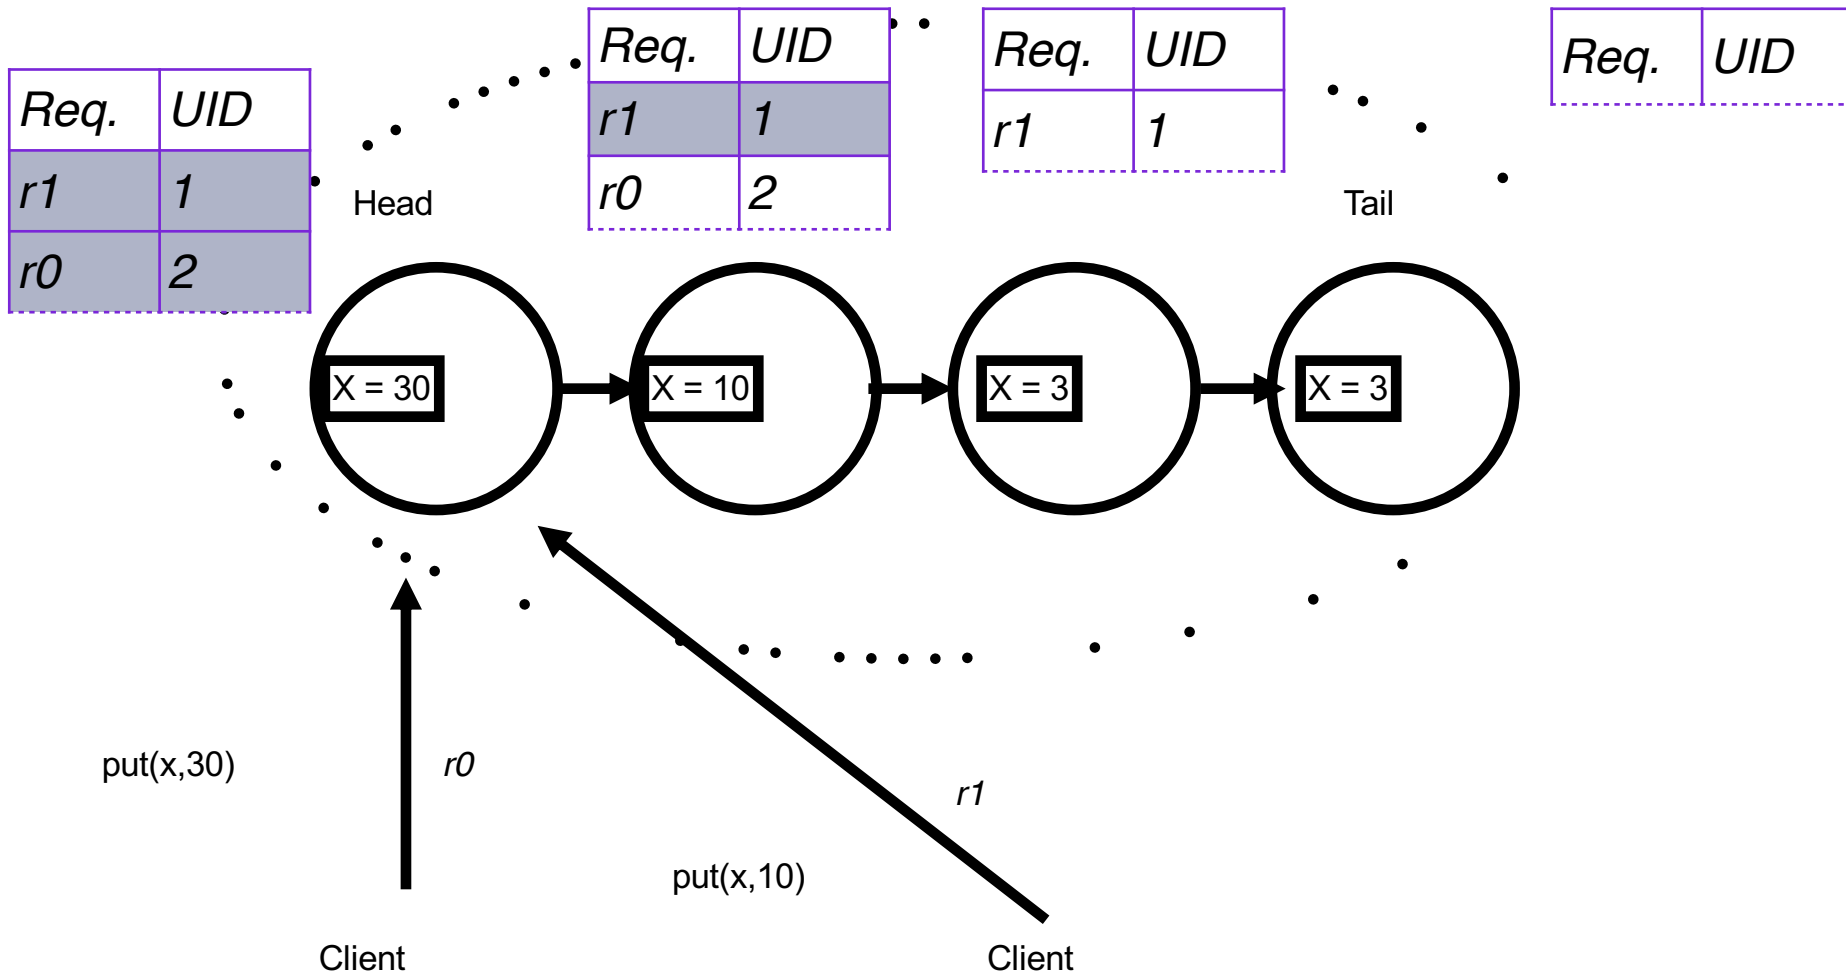 Req. UID
r1 1
r0 2
Req. UID
r1 1
r0 2
Req. UID
r1 1
Req. UID
Head
Tail
X = 30
X = 10
X = 3
X = 3
put(x,30)
r0
r1
put(x,10)
Client
Client